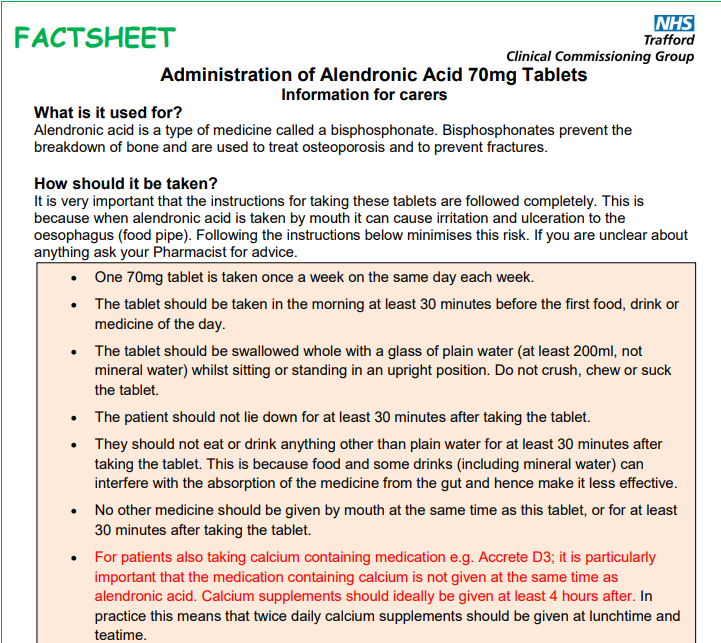 FACTSHEET
NHS
Trafford
Clinical Commissioning Group
Administration of Alendronic Acid 70mg Tablets
Information for carers
What is it used for?
Alendronic acid is a type of medicine called a bisphosphonate. Bisphosphonates prevent the
breakdown of bone and are used to treat osteoporosis and to prevent fractures.
How should it be taken?
It is very important that the instructions for taking these tablets are followed completely. This is
because when alendronic acid is taken by mouth it can cause irritation and ulceration to the
oesophagus (food pipe). Following the instructions below minimises this risk. If you are unclear about
anything ask your Pharmacist for advice.
• One 70mg tablet is taken once a week on the same day each week.
• The tablet should be taken in the morning at least 30 minutes before the first food, drink or
medicine of the day.
• The tablet should be swallowed whole with a glass of plain water (at least 200ml, not
mineral water) whilst sitting or standing in an upright position. Do not crush, chew or suck
the tablet.
• The patient should not lie down for at least 30 minutes after taking the tablet.
• They should not eat or drink anything other than plain water for at least 30 minutes after
taking the tablet. This is because food and some drinks (including mineral water) can
interfere with the absorption of the medicine from the gut and hence make it less effective.
• No other medicine should be given by mouth at the same time as this tablet, or for at least
30 minutes after taking the tablet.
• For patients also taking calcium containing medication e.g. Accrete D3; it is particularly
important that the medication containing calcium is not given at the same time as
alendronic acid. Calcium supplements should ideally be given at least 4 hours after. In
practice this means that twice daily calcium supplements should be given at lunchtime and
teatime.